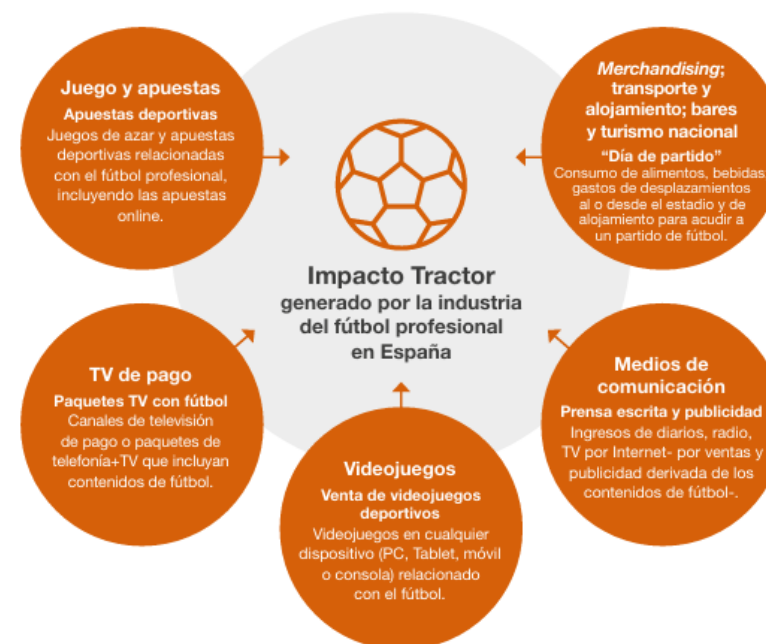 Juego y apuestas
Apuestas deportivas
Juegos de azar y apuestas
deportivas relacionadas
con el fútbol profesional,
incluyendo las apuestas
online.
Merchandising;
transporte y
alojamiento; bares
y turismo nacional
“Día de partido”
Consumo de alimentos, bebidas
gastos de desplazamientos
al o desde el estadio y de
alojamiento para acudir a
un partido de fútbol.
Impacto Tractor
generado por la industria
del fútbol profesional
en España
TV de pago
Paquetes TV con fútbol
Canales de televisión
de pago o paquetes de
telefonía+TV que incluyan
contenidos de fútbol.
Videojuegos
Venta de videojuegos
deportivos
Videojuegos en cualquier
dispositivo (PC, Tablet, móvil
o consola) relacionado
con el fútbol.
Medios de
comunicación
Prensa escrita y publicidad
Ingresos de diarios, radio,
TV por Internet- por ventas y
publicidad derivada de los
contenidos de fútbol-.